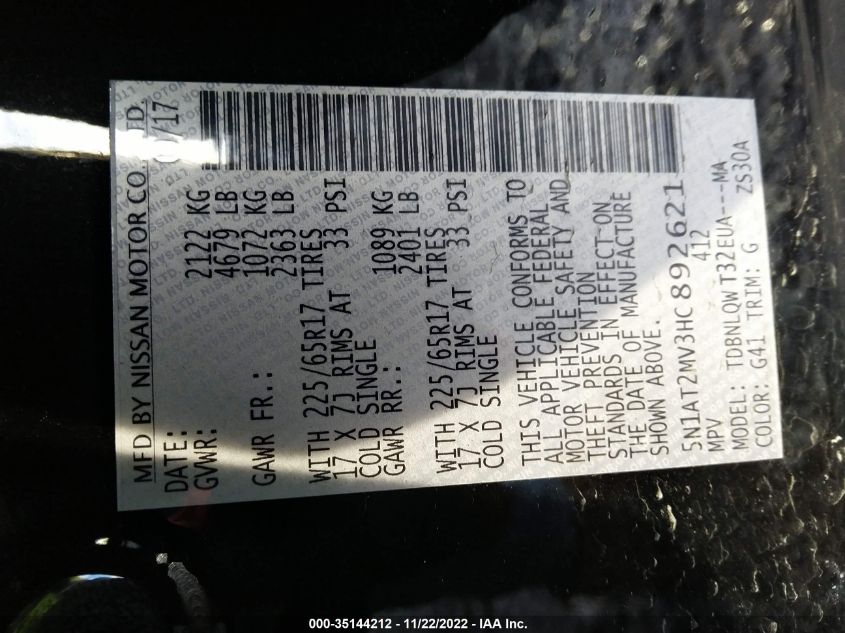 MFD BY NISSAN MOTOR CO., LTD.
DATE: /17
GVWR: 2122 KG
4679 LB
GAWR FR.: 1072 KG
2363 LB
WITH 225/65R17 TIRES
17 X 7J RIMS AT 33 PSI
COLD SINGLE
GAWR RR.: 1089 KG
2401 LB
WITH 225/65R17 TIRES
17 X 7J RIMS AT 33 PSI
COLD SINGLE
THIS VEHICLE CONFORMS TO
ALL APPLICABLE FEDERAL
MOTOR VEHICLE SAFETY AND
THEFT PREVENTION
STANDARDS IN EFFECT ON
THE DATE OF MANUFACTURE
SHOWN ABOVE.
5N1AT2MV3HC892621
MPV 412
MODEL: TDBNLQWT32EUA---MA
COLOR: G41 TRIM: G ZS30A
000-35144212 - 11/22/2022 - IAA Inc.